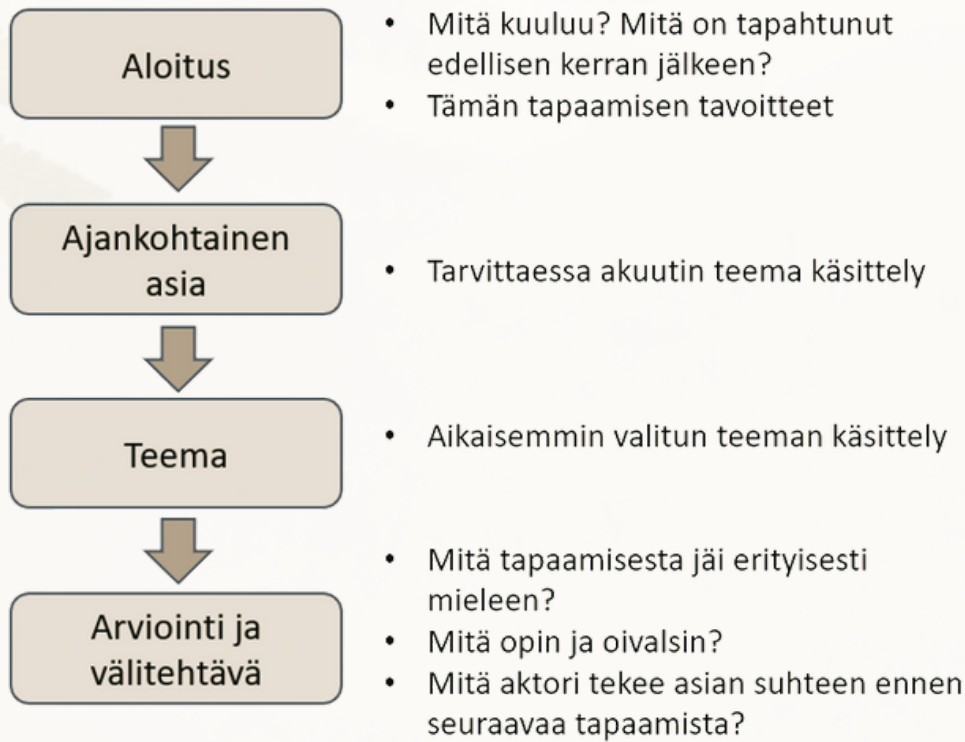 Aloitus
• Mitä kuuluu? Mitä on tapahtunut
edellisen kerran jälkeen?
• Tämän tapaamisen tavoitteet
Ajankohtainen
asia
• Tarvittaessa akuutin teema käsittely
Teema
• Aikaisemmin valitun teeman käsittely
Arviointi ja
välitehtävä
• Mitä tapaamisesta jäi erityisesti
mieleen?
• Mitä opin ja oivalsin?
• Mitä aktori tekee asian suhteen ennen
seuraavaa tapaamista?